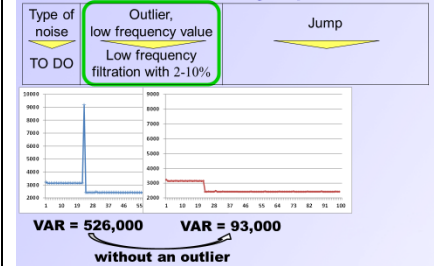 Type of noise
Outlier, low frequency value
Jump
TO DO
Low frequency filtration with 2-10%
10000
9000
8000
7000
6000
5000
4000
3000
2000
1 10 19 28 37 46 55
9000
8000
7000
6000
5000
4000
3000
2000
1 10 19 28 37 46 55 64 73 82 91 100
VAR = 526,000 VAR = 93,000
without an outlier